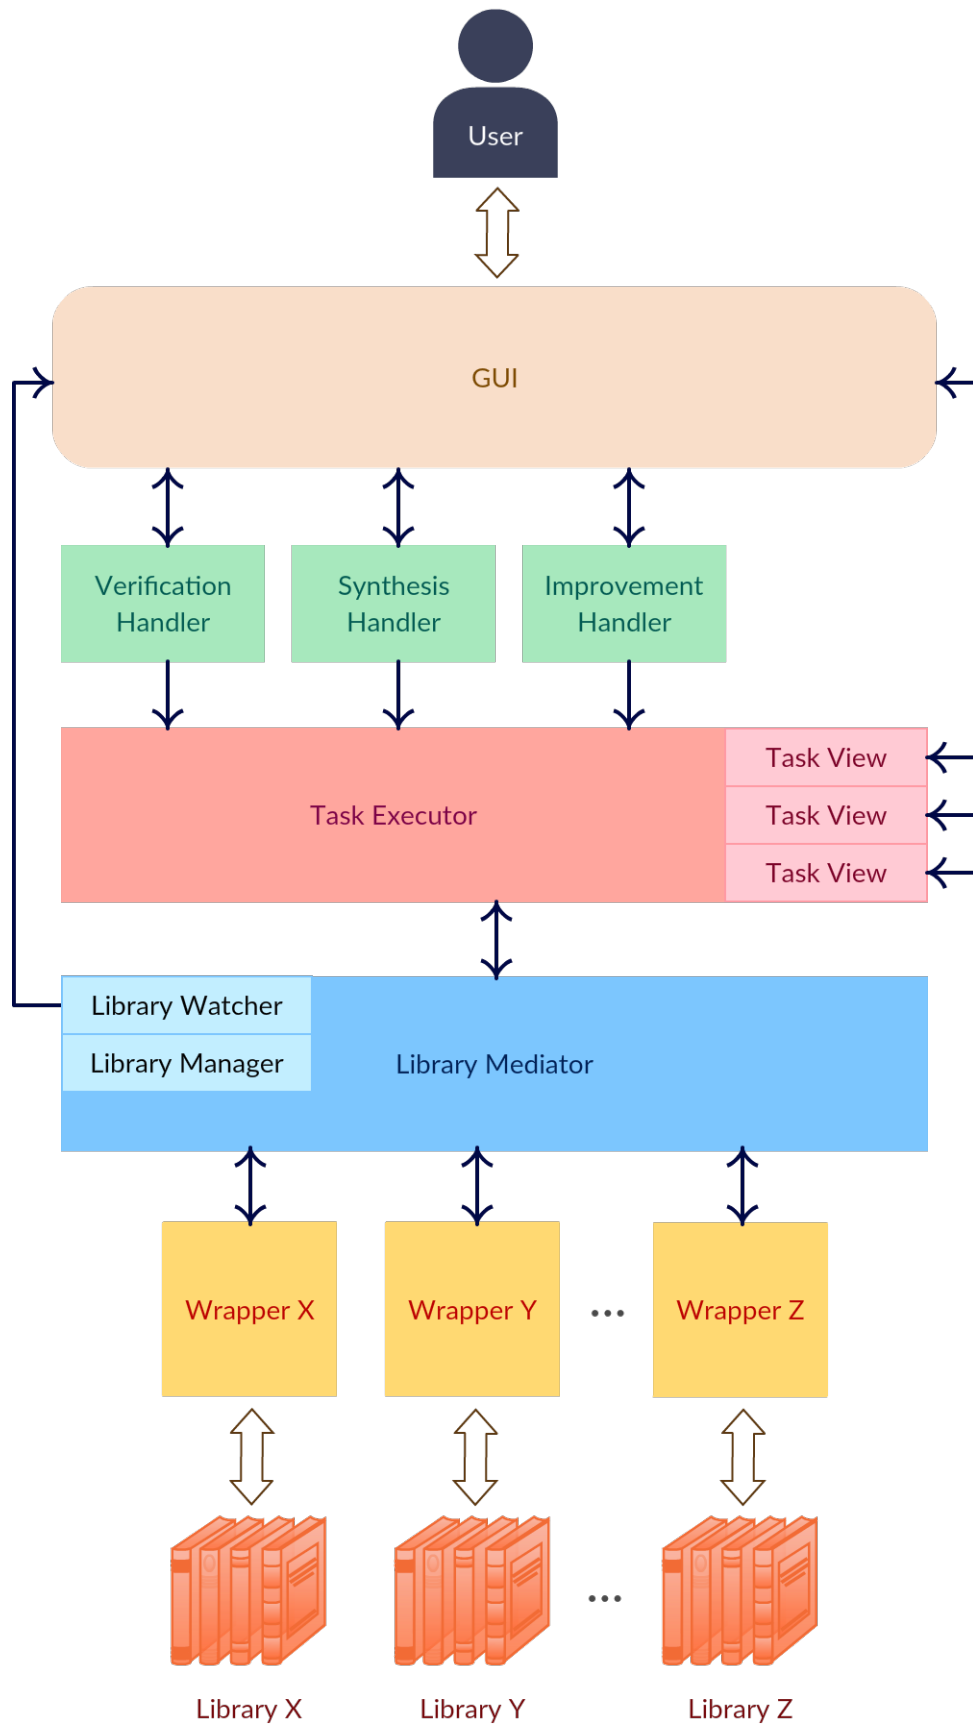 User
GUI
Verification
Handler
Synthesis
Handler
Improvement
Handler
Task Executor
Task View
Task View
Task View
Library Watcher
Library Manager
Library Mediator
Wrapper X
Wrapper Y
...
Wrapper Z
...
Library X
Library Y
Library Z